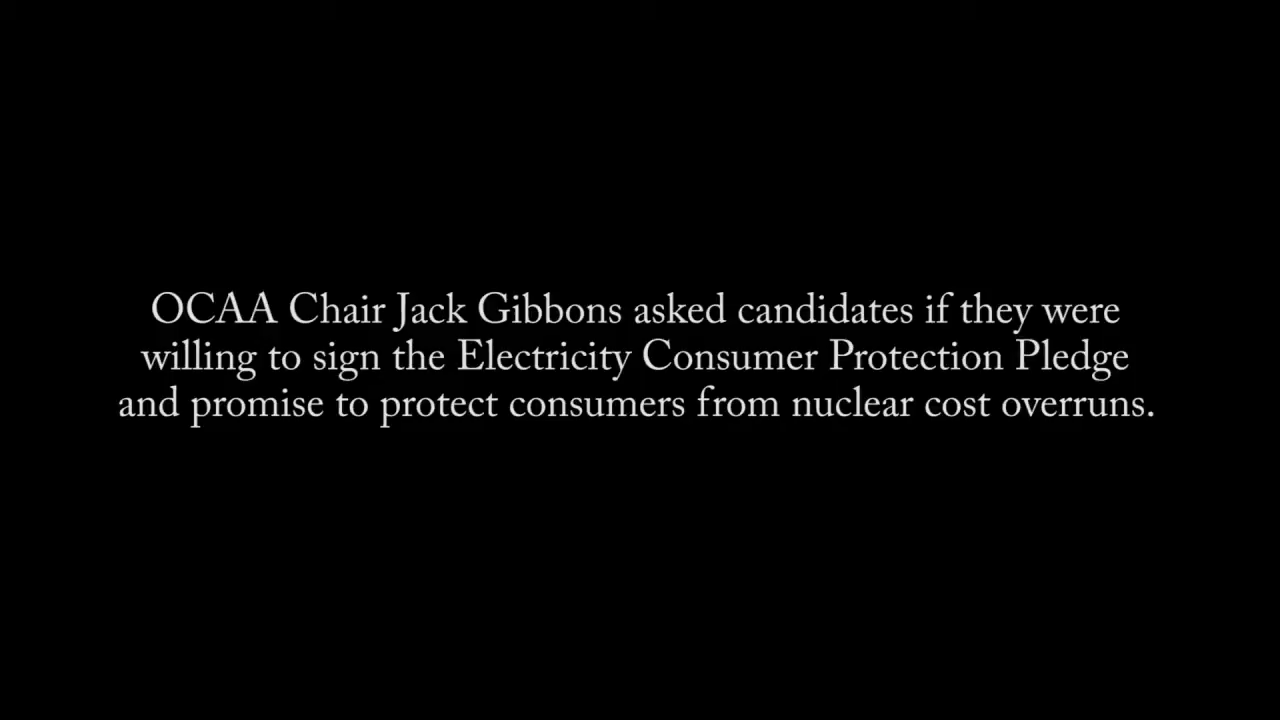 OCAA Chair Jack Gibbons asked candidates if they were
willing to sign the Electricity Consumer Protection Pledge
and promise to protect consumers from nuclear cost overruns.